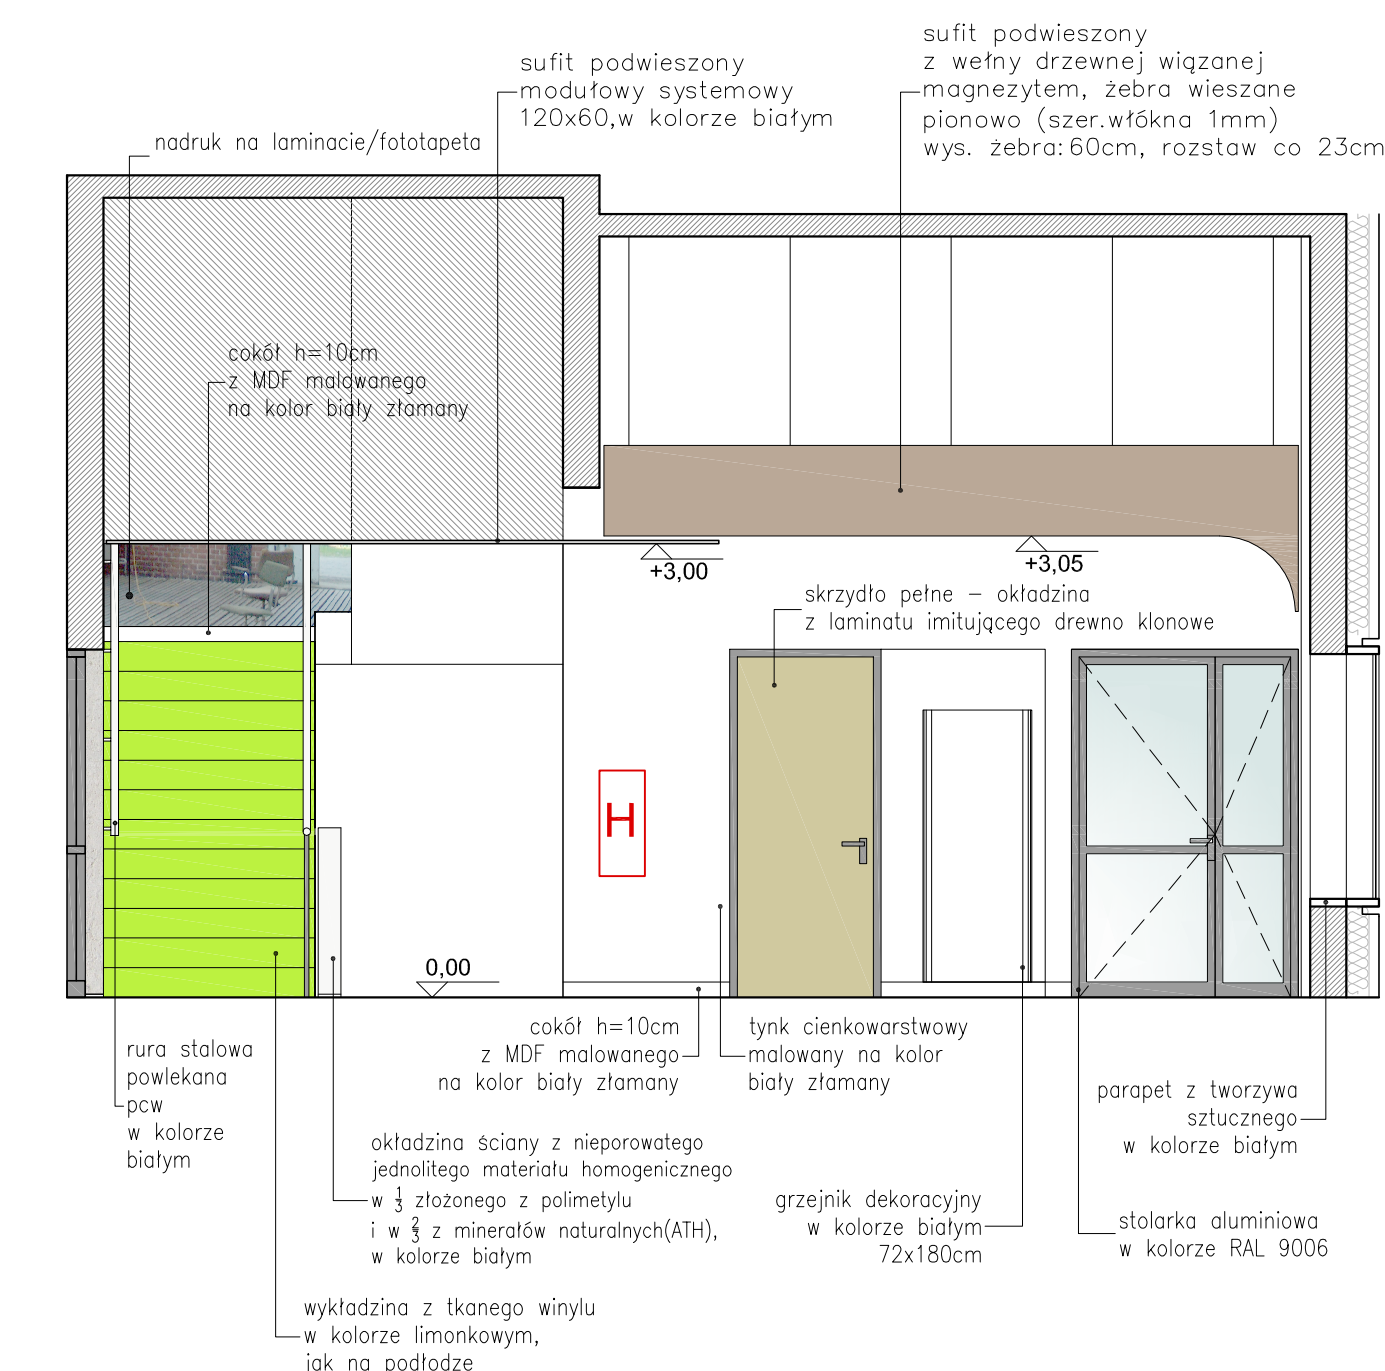 sufit podwieszony
z wełny drzewnej wiązanej
magnezytem, żebra wieszane
pionowo (szer.włókna 1mm)
wys. żebra:60cm, rozstaw co 23cm
sufit podwieszony
modułowy systemowy
120x60,w kolorze białym
nadruk na laminacie/fototapeta
cokół h=10cm
z MDF malowanego
na kolor biały złamany
+3,00
+3,05
skrzydło pełne – okładzina
z laminatu imitującego drewno klonowe
H
0,00
cokół h=10cm
z MDF malowanego
na kolor biały złamany
tynk cienkowarstwowy
malowany na kolor
biały złamany
rura stalowa
powlekana
pcw
w kolorze
białym
parapet z tworzywa
sztucznego
w kolorze białym
okładzina ściany z nieporowatego
jednolitego materiału homogenicznego
w 1/3 złożonego z polimetylu
i w 2/3 z minerałów naturalnych(ATH),
w kolorze białym
grzejnik dekoracyjny
w kolorze białym
72x180cm
stolarka aluminiowa
w kolorze RAL 9006
wykładzina z tkanego winylu
w kolorze limonkowym,
jak na podłodze